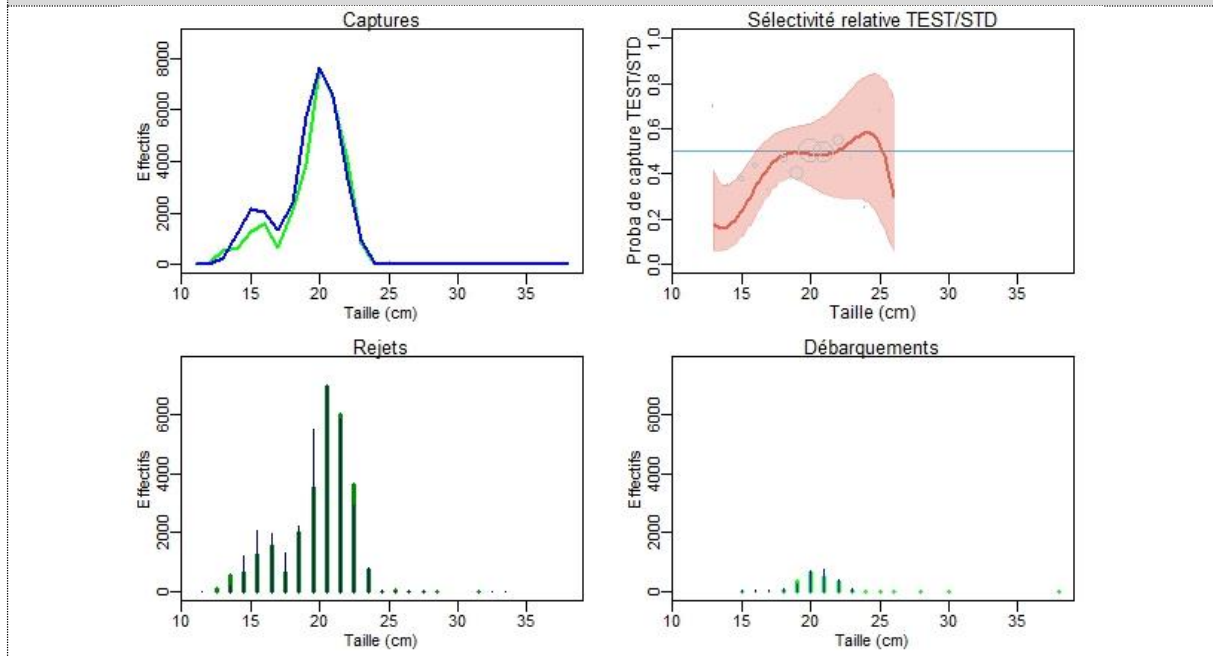 Captures
Effectifs
8000
6000
4000
2000
0
10 15 20 25 30 35
Taille (cm)
Sélectivité relative TEST/STD
Proba de capture TEST/STD
1.0
0.8
0.6
0.4
0.2
0.0
10 15 20 25 30 35
Taille (cm)
Rejets
Effectifs
6000
4000
2000
0
10 15 20 25 30 35
Taille (cm)
Débarquements
Effectifs
6000
4000
2000
0
10 15 20 25 30 35
Taille (cm)